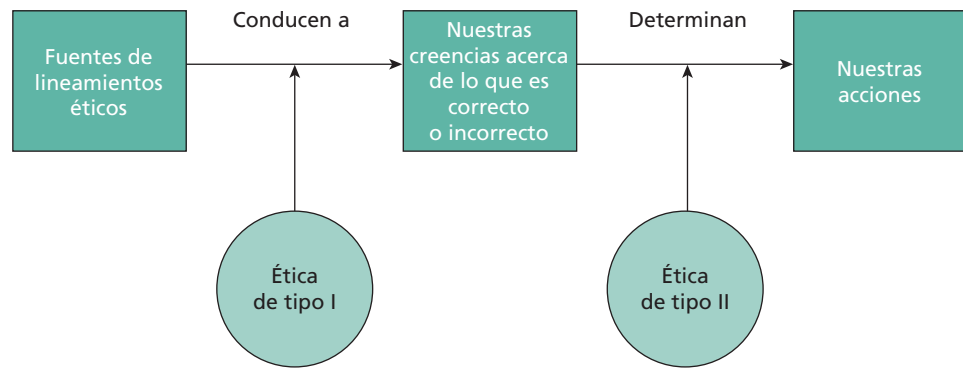 Conducen a
Determinan
Fuentes de
lineamientos
éticos
Nuestras
creencias acerca
de lo que es
correcto
o incorrecto
Nuestras
acciones
Ética
de tipo I
Ética
de tipo II